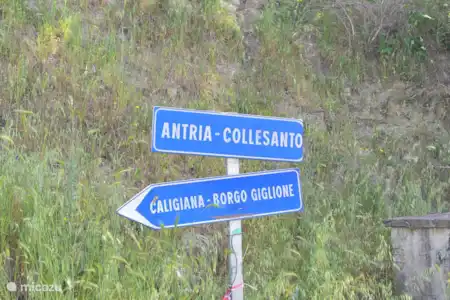 ANTRIA - COLLESANTO
CALIGIANA - BORGO GIGLIONE
micazu